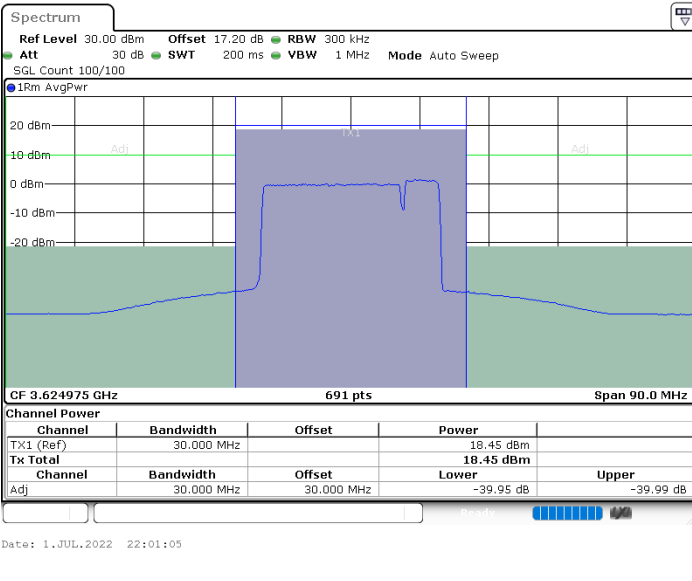 Spectrum
Ref Level 30.00 dBm Offset 17.20 dB RBW 300 kHz
Att 30 dB SWT 200 ms VBW 1 MHz Mode Auto Sweep
SGL Count 100/100
1Rm AvgPwr
20 dBm
TX1
Adj Adj
10 dBm
0 dBm
-10 dBm
-20 dBm
CF 3.624975 GHz 691 pts Span 90.0 MHz
Channel Power
Channel Bandwidth Offset Power
TX1 (Ref) 30.000 MHz 18.45 dBm
Tx Total 18.45 dBm
Channel Bandwidth Offset Lower Upper
Adj 30.000 MHz 30.000 MHz -39.95 dB -39.99 dB
Ready
Date: 1.JUL.2022 22:01:05